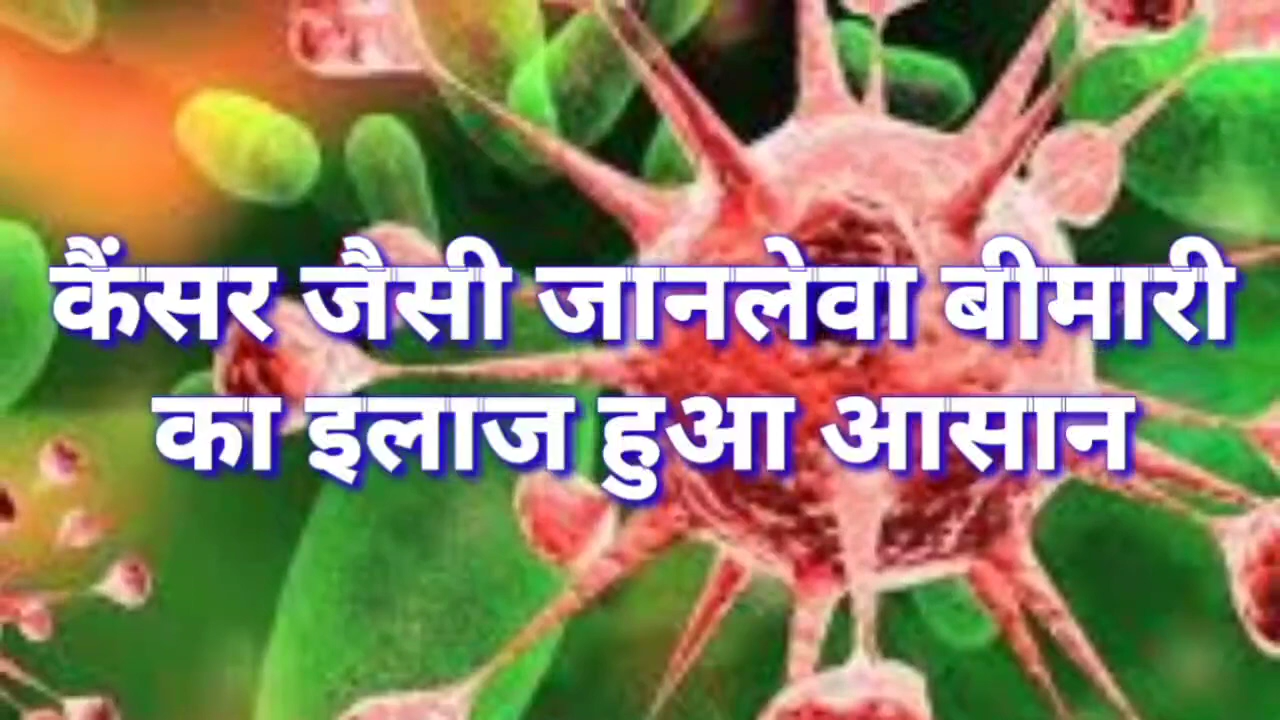 कैंसर जैसी जानलेवा बीमारी
का इलाज हुआ आसान